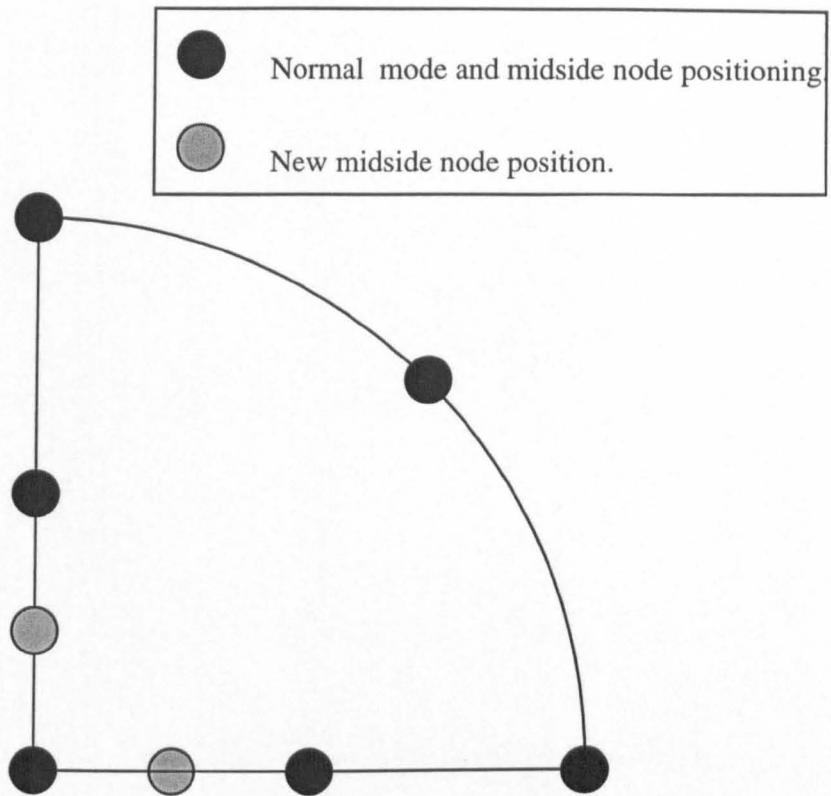 Normal mode and midside node positioning.
New midside node position.